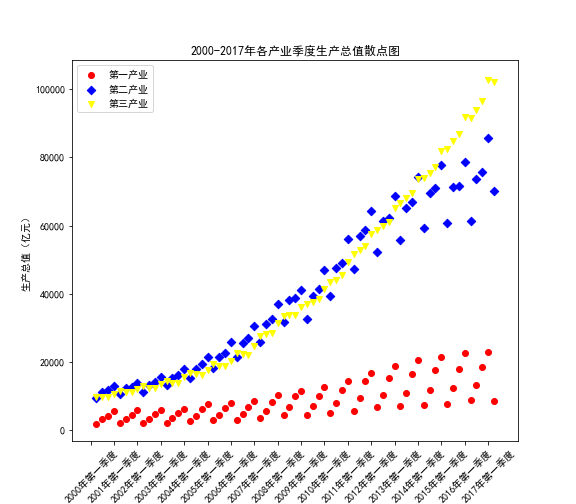 2000-2017年各产业季度生产总值散点图
第一产业
第二产业
第三产业
生产总值（亿元）
100000
80000
60000
40000
20000
0
2000年第一季度
2001年第一季度
2002年第一季度
2003年第一季度
2004年第一季度
2005年第一季度
2006年第一季度
2007年第一季度
2008年第一季度
2009年第一季度
2010年第一季度
2011年第一季度
2012年第一季度
2013年第一季度
2014年第一季度
2015年第一季度
2016年第一季度
2017年第一季度